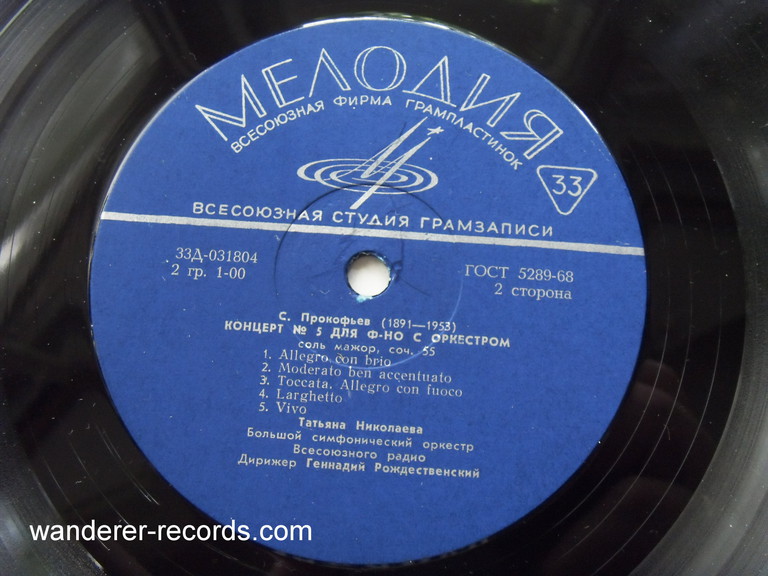 МЕЛОДИЯ
ВСЕСОЮЗНАЯ ФИРМА ГРАМПЛАСТИНОК
33
ВСЕСОЮЗНАЯ СТУДИЯ ГРАМЗАПИСИ
33Д-031804
2 гр. 1-00
ГОСТ 5289-68
2 сторона
С. Прокофьев (1891—1953)
КОНЦЕРТ № 5 ДЛЯ Ф-НО С ОРКЕСТРОМ
соль мажор, соч. 55
1. Allegro con brio
2. Moderato ben accentuato
3. Toccata. Allegro con fuoco
4. Larghetto
5. Vivo
Татьяна Николаева
Большой симфонический оркестр
Всесоюзного радио
Дирижер Геннадий Рождественский
wanderer-records.com